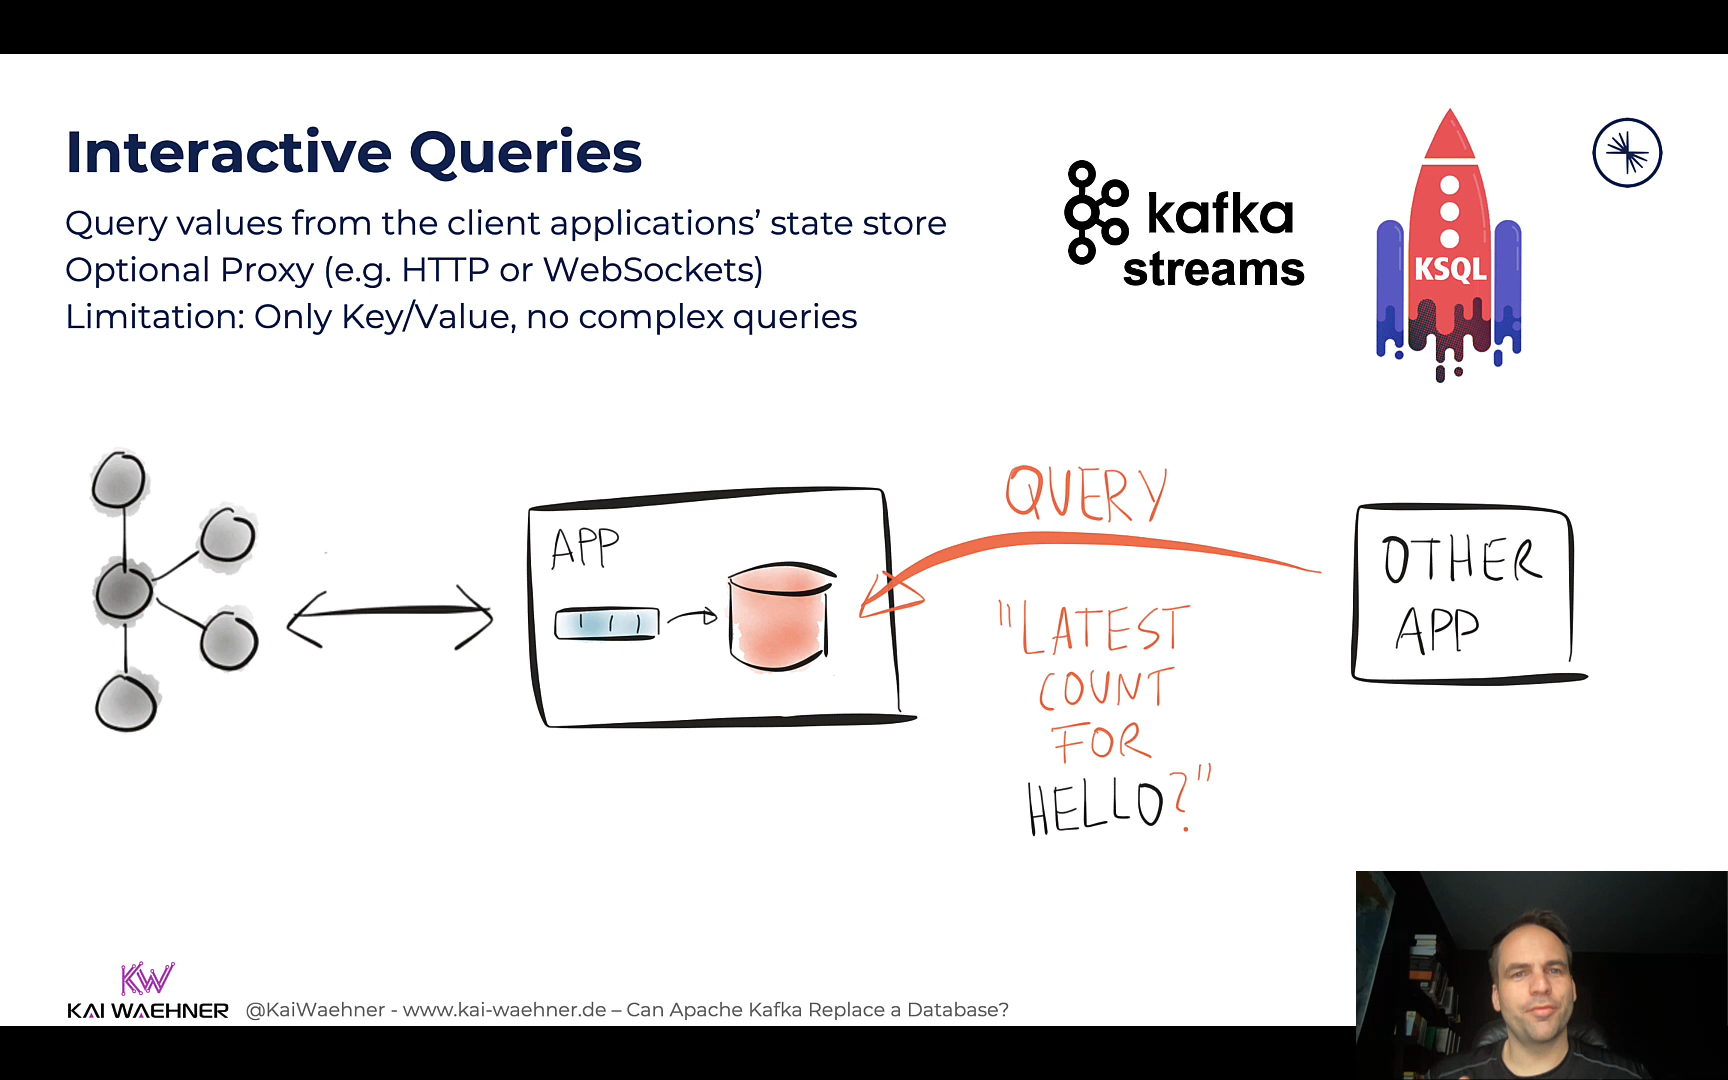 Interactive Queries
Query values from the client applications’ state store
Optional Proxy (e.g. HTTP or WebSockets)
Limitation: Only Key/Value, no complex queries
kafka
streams
KSQL
APP
QUERY
"LATEST
COUNT
FOR
HELLO?"
OTHER
APP
KW
KAI WAEHNER
@KaiWaehner - www.kai-waehner.de – Can Apache Kafka Replace a Database?